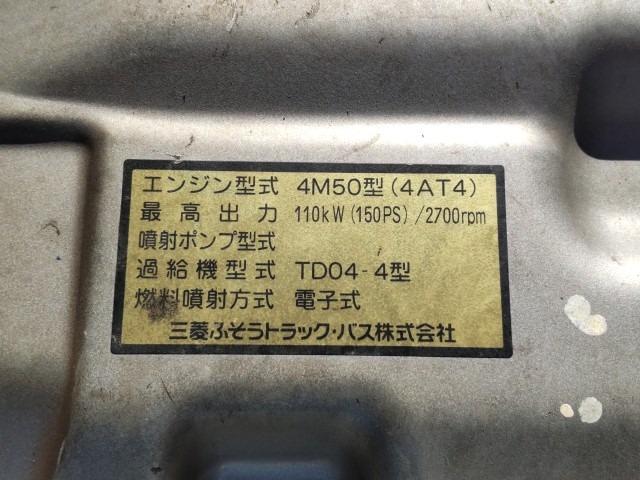 エンジン型式 4M50型(4AT4)
最高出力 110kW(150PS)/2700rpm
噴射ポンプ型式
過給機型式 TD04-4型
燃料噴射方式 電子式
三菱ふそうトラック・バス株式会社